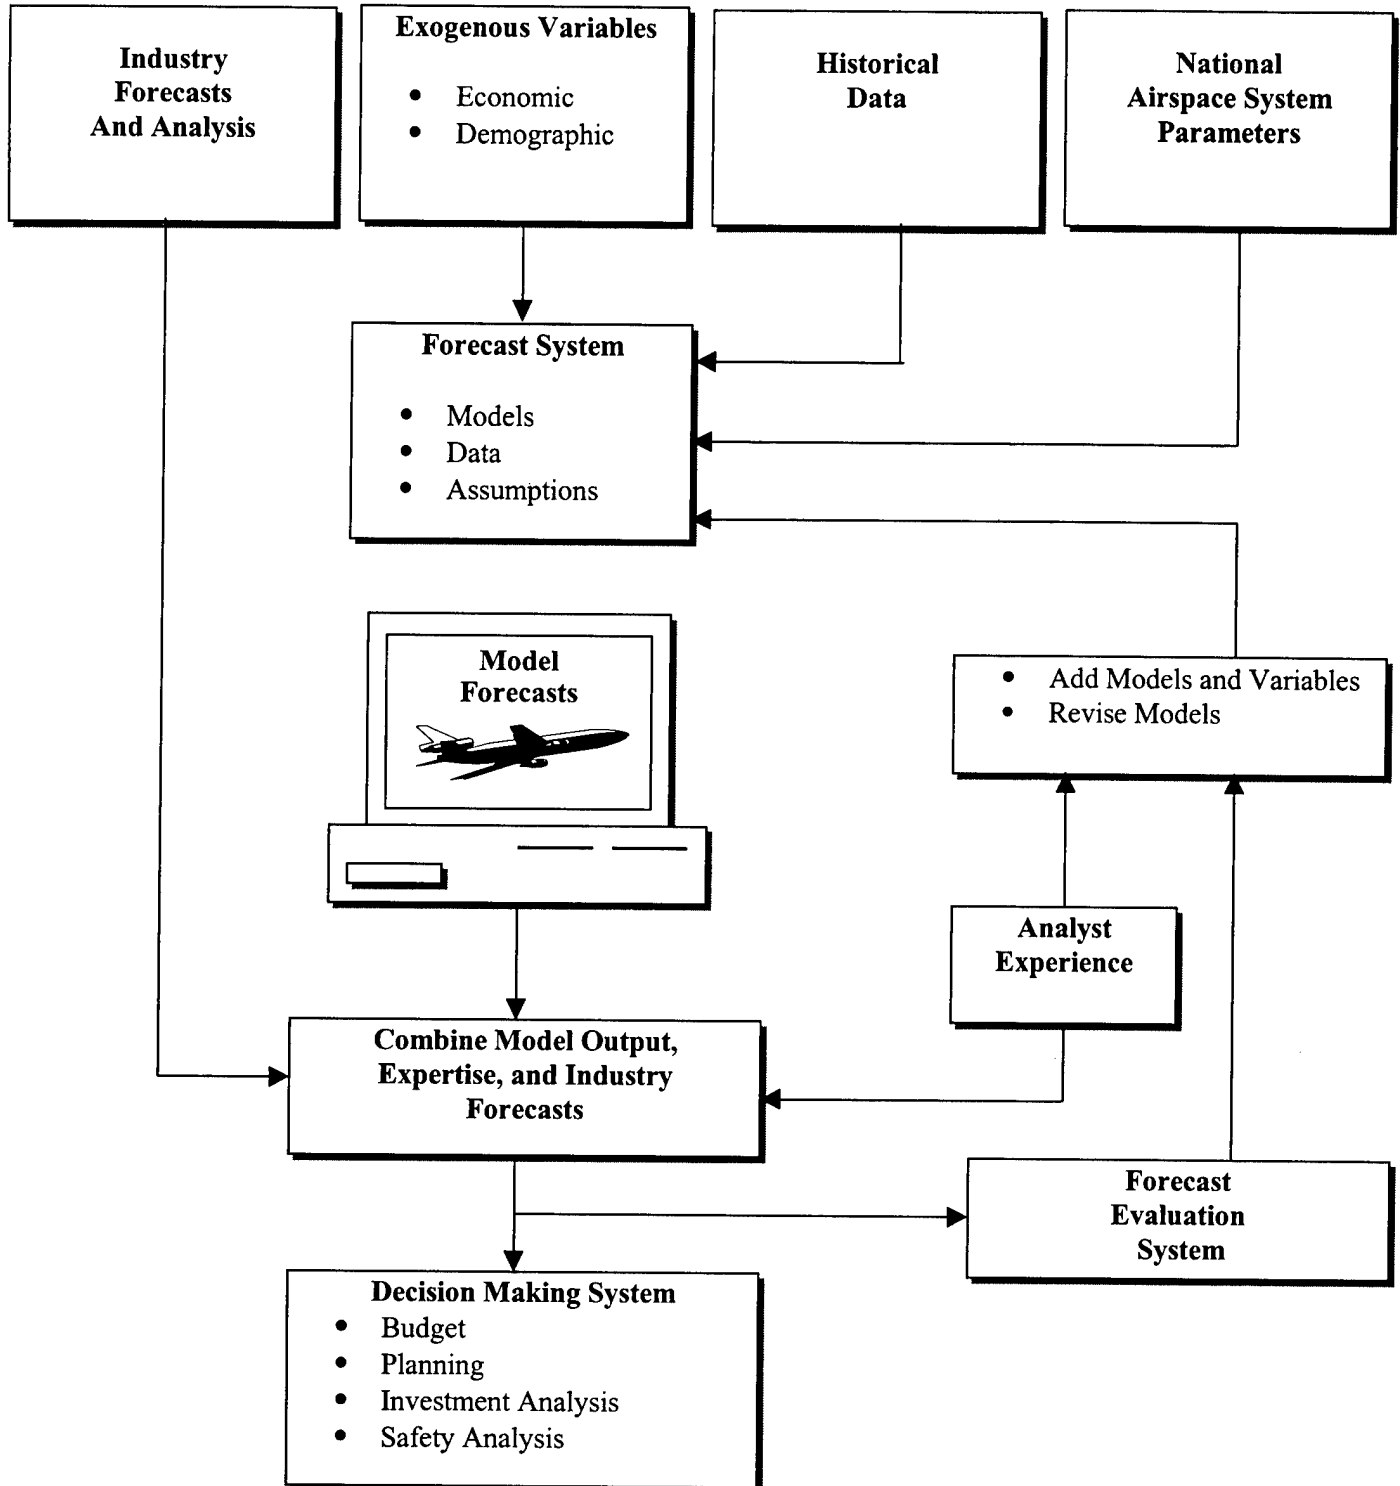 Industry
Forecasts
And Analysis
Exogenous Variables
• Economic
• Demographic
Historical
Data
National
Airspace System
Parameters
Forecast System
• Models
• Data
• Assumptions
Model
Forecasts
• Add Models and Variables
• Revise Models
Analyst
Experience
Combine Model Output,
Expertise, and Industry
Forecasts
Forecast
Evaluation
System
Decision Making System
• Budget
• Planning
• Investment Analysis
• Safety Analysis